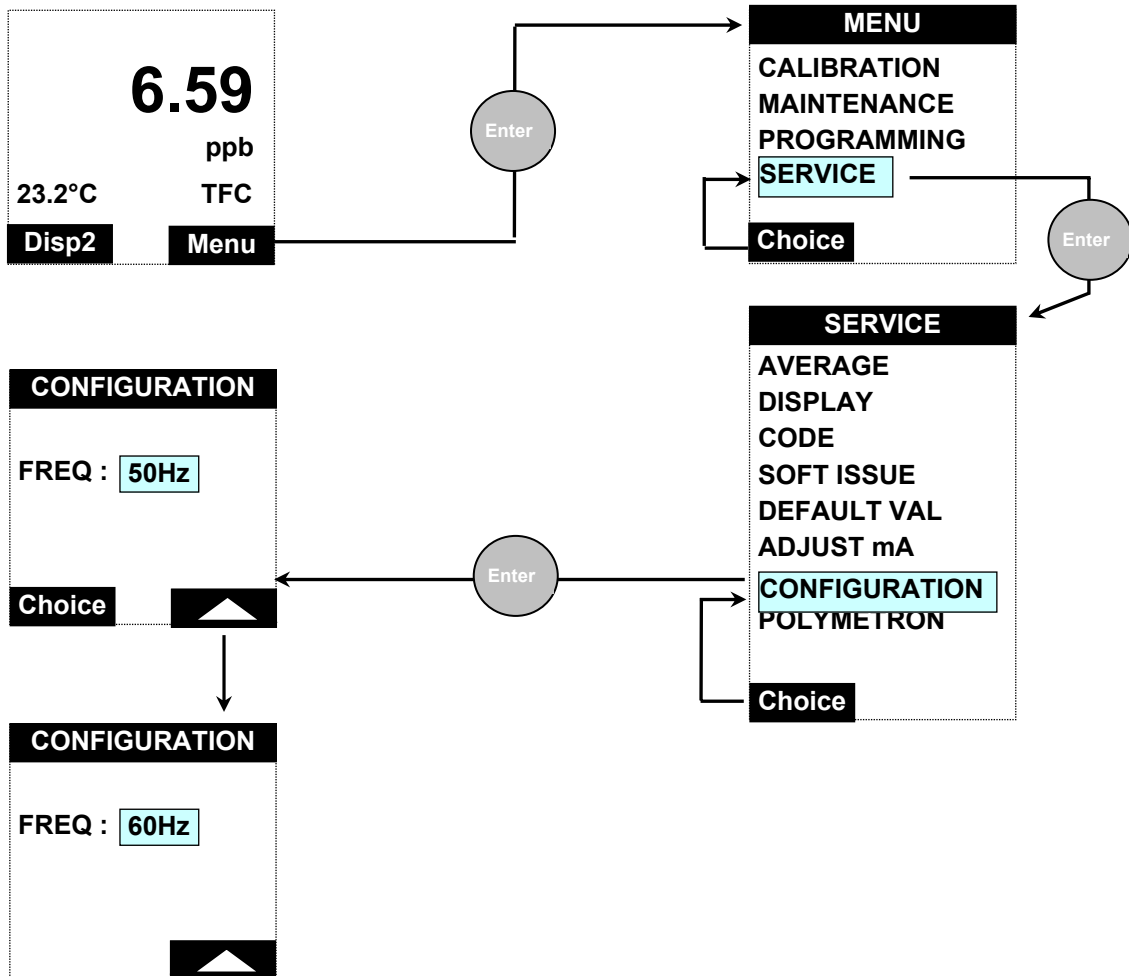 6.59
ppb
23.2°C TFC
Disp2 Menu
Enter
MENU
CALIBRATION
MAINTENANCE
PROGRAMMING
SERVICE
Choice
Enter
SERVICE
AVERAGE
DISPLAY
CODE
SOFT ISSUE
DEFAULT VAL
ADJUST mA
CONFIGURATION
POLYMETRON
Choice
Enter
CONFIGURATION
FREQ : 50Hz
Choice
CONFIGURATION
FREQ : 60Hz